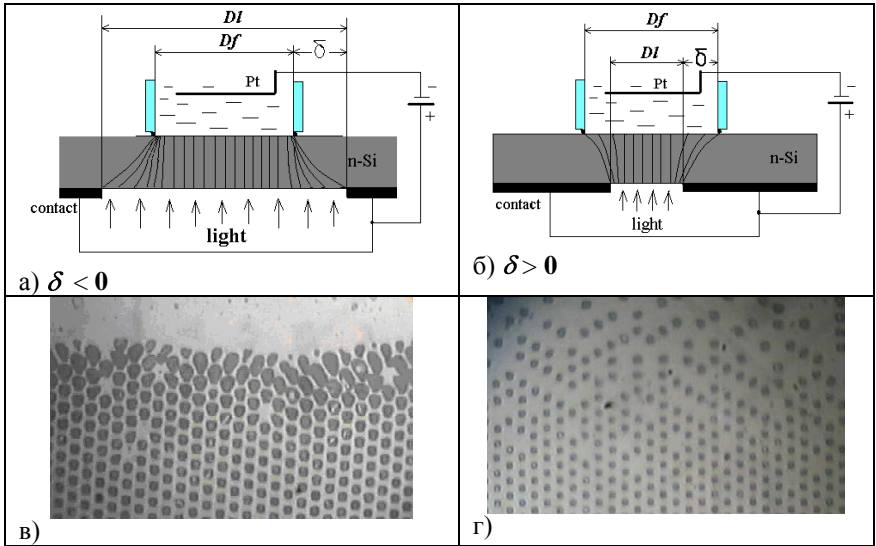 Dl
Df
δ
Pt
-
+
n-Si
contact
light
а) δ < 0
Df
Dl
δ
Pt
-
+
n-Si
contact
light
б) δ > 0
в)
г)